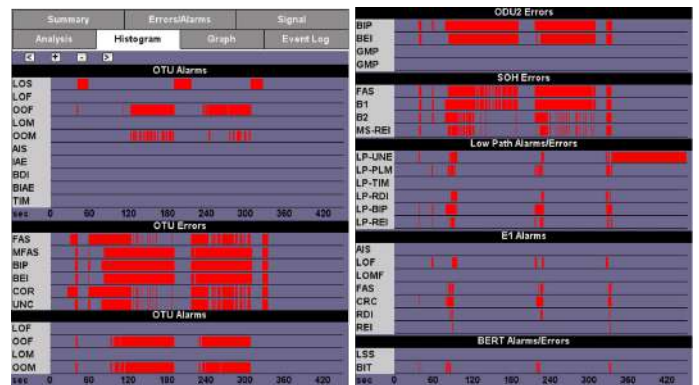 Summary Errors/Alarms Signal
Analysis Histogram Graph Event Log
< + - >
OTU Alarms
LOS
LOF
OOF
LOM
OOM
AIS
IAE
BDI
BIAE
TIM
sec 0 60 120 180 240 300 360 420
OTU Errors
FAS
MFAS
BIP
BEI
COR
UNC
OTU Alarms
LOF
OOF
LOM
OOM
sec 0 60 120 180 240 300 360 420
ODU2 Errors
BIP
BEI
GMP
GMP
SOH Errors
FAS
B1
B2
MS-REI
Low Path Alarms/Errors
LP-UNE
LP-PLM
LP-TIM
LP-RDI
LP-BIP
LP-REI
E1 Alarms
AIS
LOF
LOMF
FAS
CRC
RDI
REI
BERT Alarms/Errors
LSS
BIT
sec 0 60 120 180 240 300 360 420